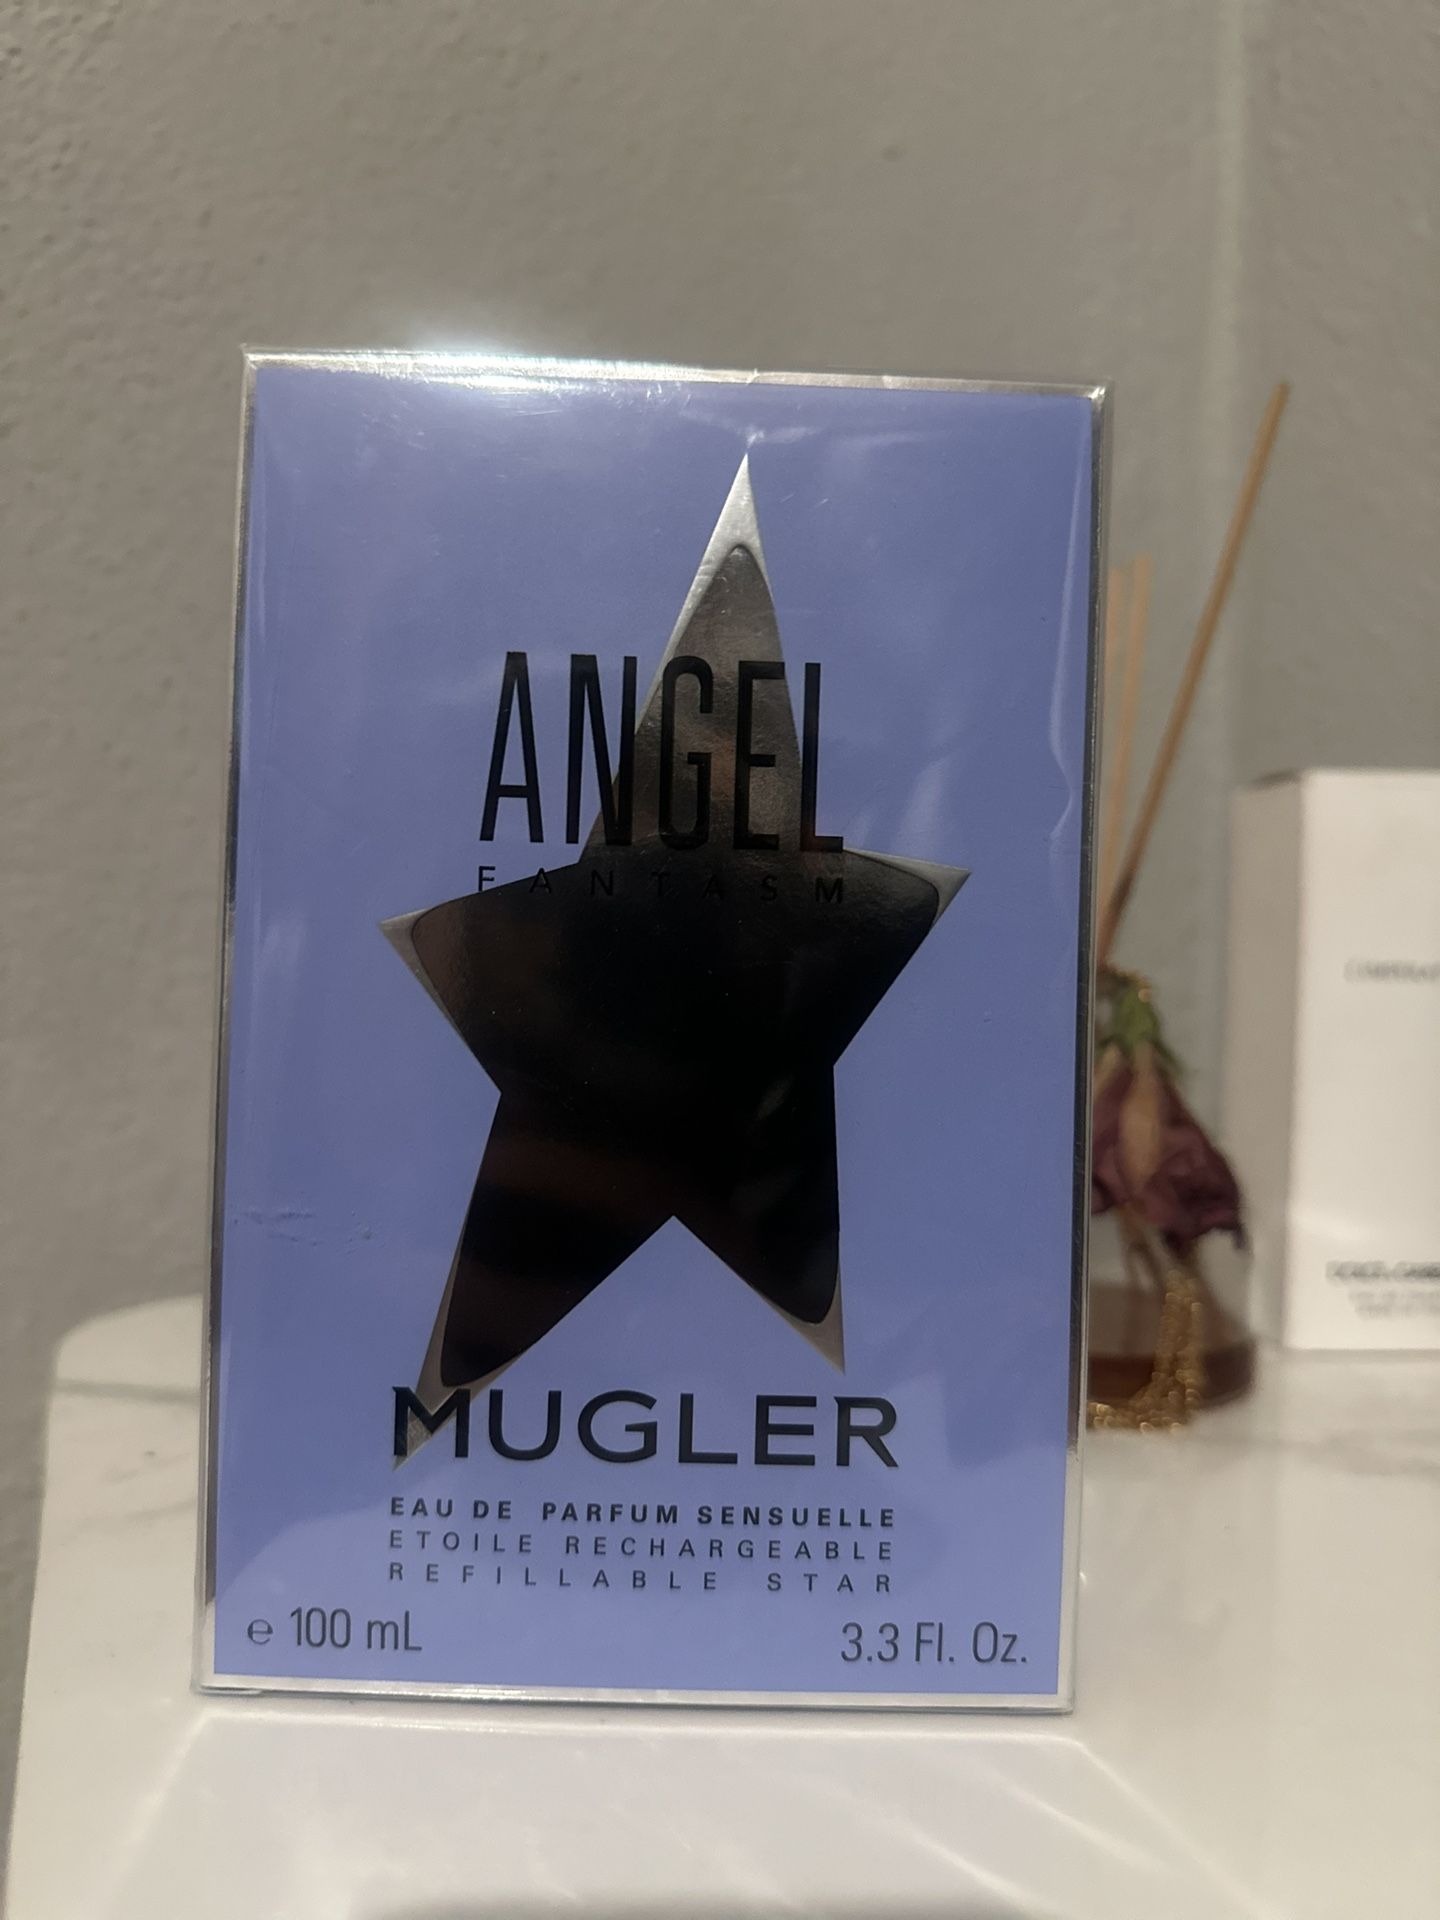 ANGEL
FANTASM
MUGLER
EAU DE PARFUM SENSUELLE
ETOILE RECHARGEABLE
REFILLABLE STAR
e 100 mL
3.3 Fl. Oz.